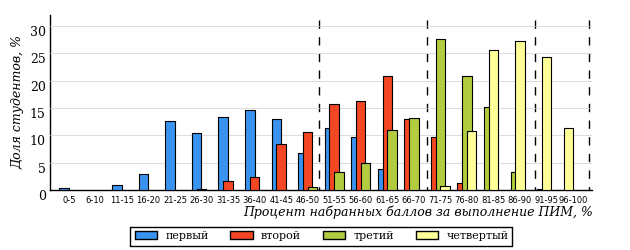 Доля студентов, %
30
25
20
15
10
5
0
0-5 6-10 11-15 16-20 21-25 26-30 31-35 36-40 41-45 46-50 51-55 56-60 61-65 66-70 71-75 76-80 81-85 86-90 91-95 96-100
Процент набранных баллов за выполнение ПИМ, %
первый второй третий четвертый